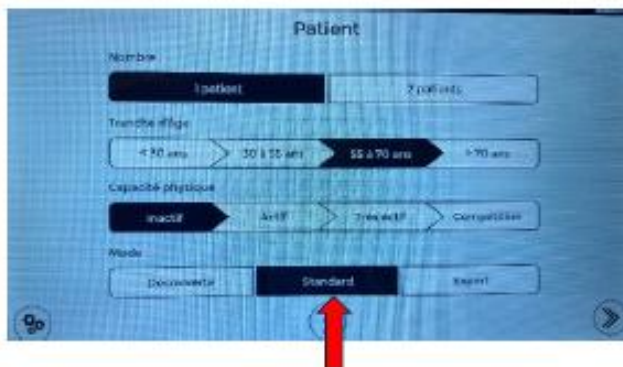 Patient
Nombre
1 patient 2 patients
Tranche d'âge
< 30 ans 30 à 55 ans 55 à 70 ans > 70 ans
Capacité physique
Inactif Actif Très actif Compétition
Mode
Découverte Standard Expert